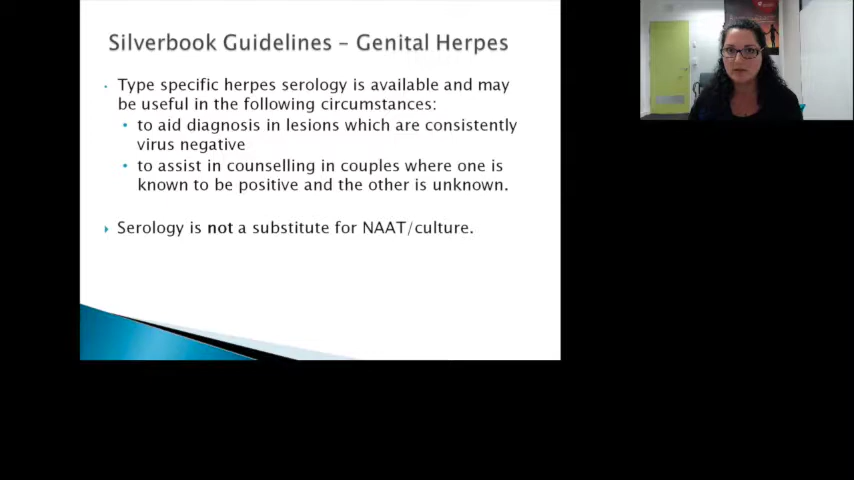 Silverbook Guidelines – Genital Herpes
Type specific herpes serology is available and may
be useful in the following circumstances:
to aid diagnosis in lesions which are consistently
virus negative
to assist in counselling in couples where one is
known to be positive and the other is unknown.
Serology is not a substitute for NAAT/culture.